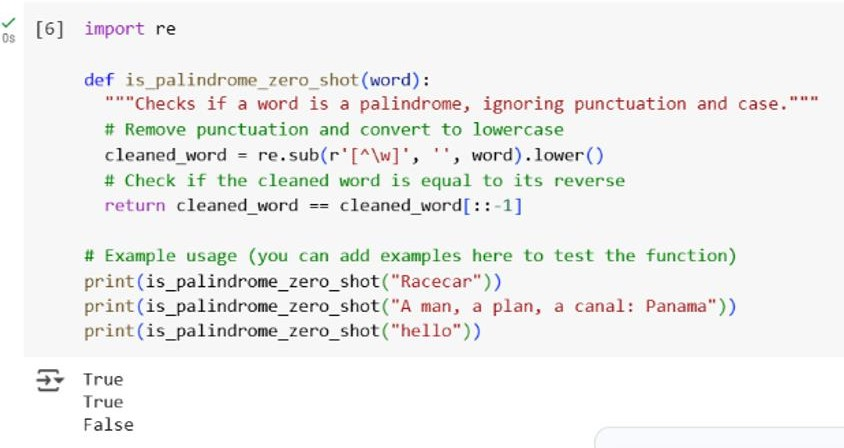 [6] import re
0s
def is_palindrome_zero_shot(word):
"""Checks if a word is a palindrome, ignoring punctuation and case."""
# Remove punctuation and convert to lowercase
cleaned_word = re.sub(r'[^\w]', '', word).lower()
# Check if the cleaned word is equal to its reverse
return cleaned_word == cleaned_word[::-1]
# Example usage (you can add examples here to test the function)
print(is_palindrome_zero_shot("Racecar"))
print(is_palindrome_zero_shot("A man, a plan, a canal: Panama"))
print(is_palindrome_zero_shot("hello"))
True
True
False